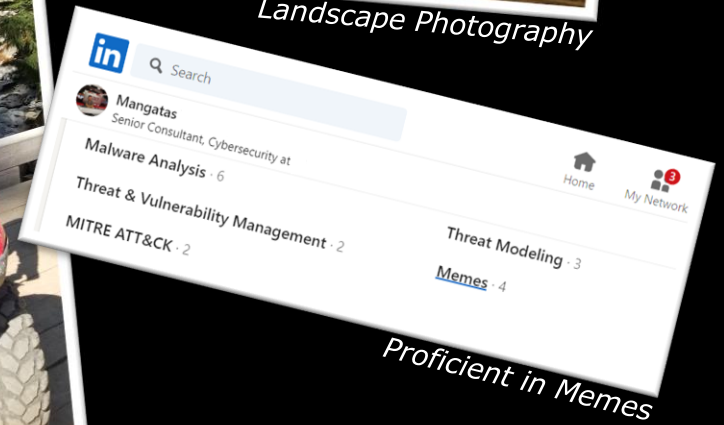 Landscape Photography
in
Search
Mangatas
Senior Consultant, Cybersecurity at
Home
3
My Network
Malware Analysis · 6
Threat & Vulnerability Management · 2
MITRE ATT&CK · 2
Threat Modeling · 3
Memes · 4
Proficient in Memes